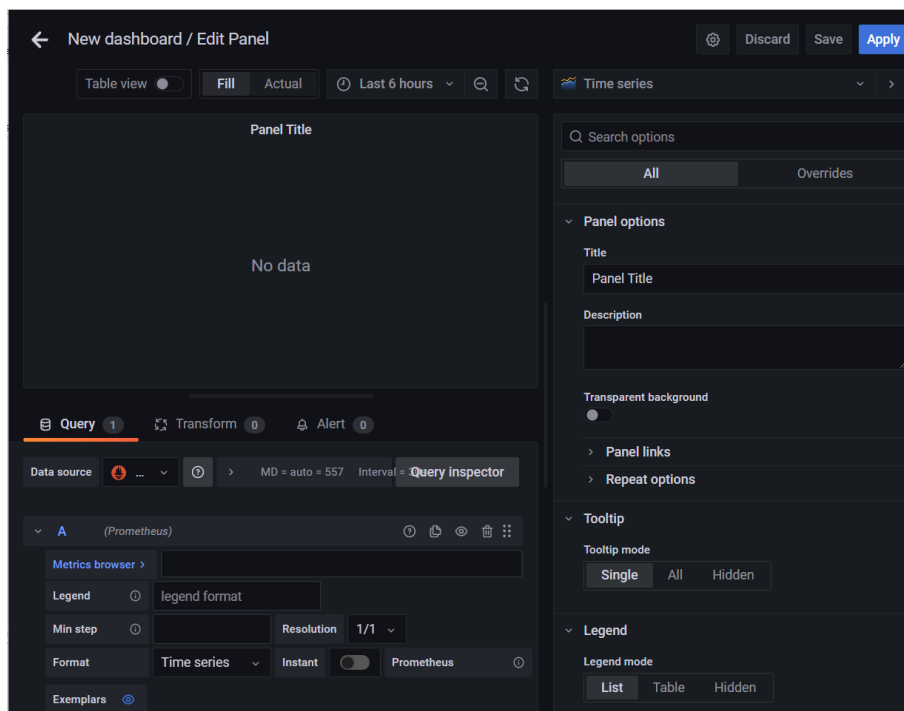 New dashboard / Edit Panel
Discard
Save
Apply
Table view
Fill
Actual
Last 6 hours
Time series
Panel Title
No data
Search options
All
Overrides
Panel options
Title
Panel Title
Description
Transparent background
Panel links
Repeat options
Tooltip
Tooltip mode
Single
All
Hidden
Legend
Legend mode
List
Table
Hidden
Query 1
Transform 0
Alert 0
Data source
...
MD = auto = 557
Interval =
Query inspector
A
(Prometheus)
Metrics browser >
Legend
legend format
Min step
Resolution
1/1
Format
Time series
Instant
Prometheus
Exemplars